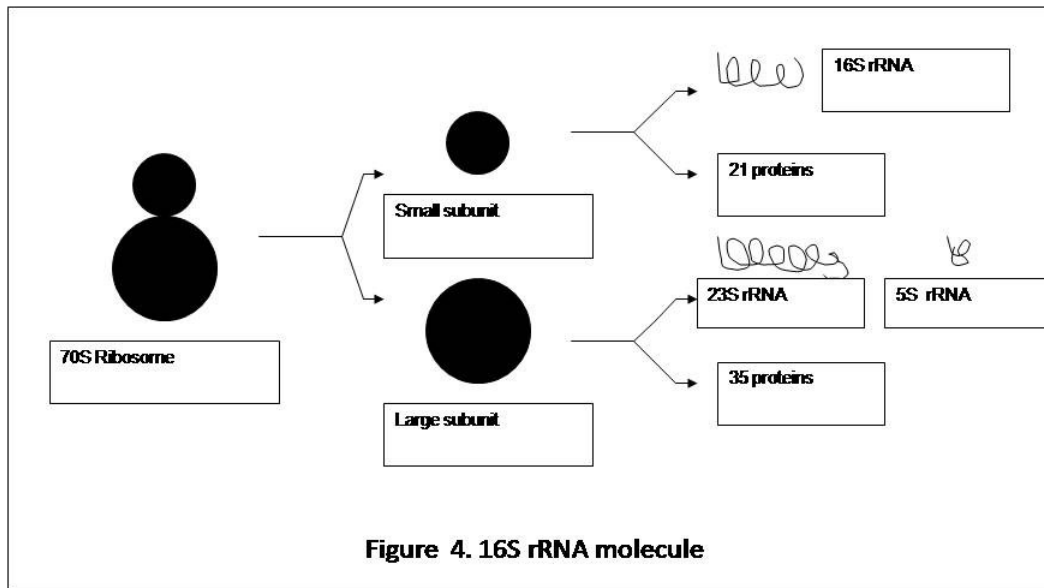 16S rRNA
21 proteins
Small subunit
23S rRNA
5S rRNA
70S Ribosome
35 proteins
Large subunit
Figure 4. 16S rRNA molecule